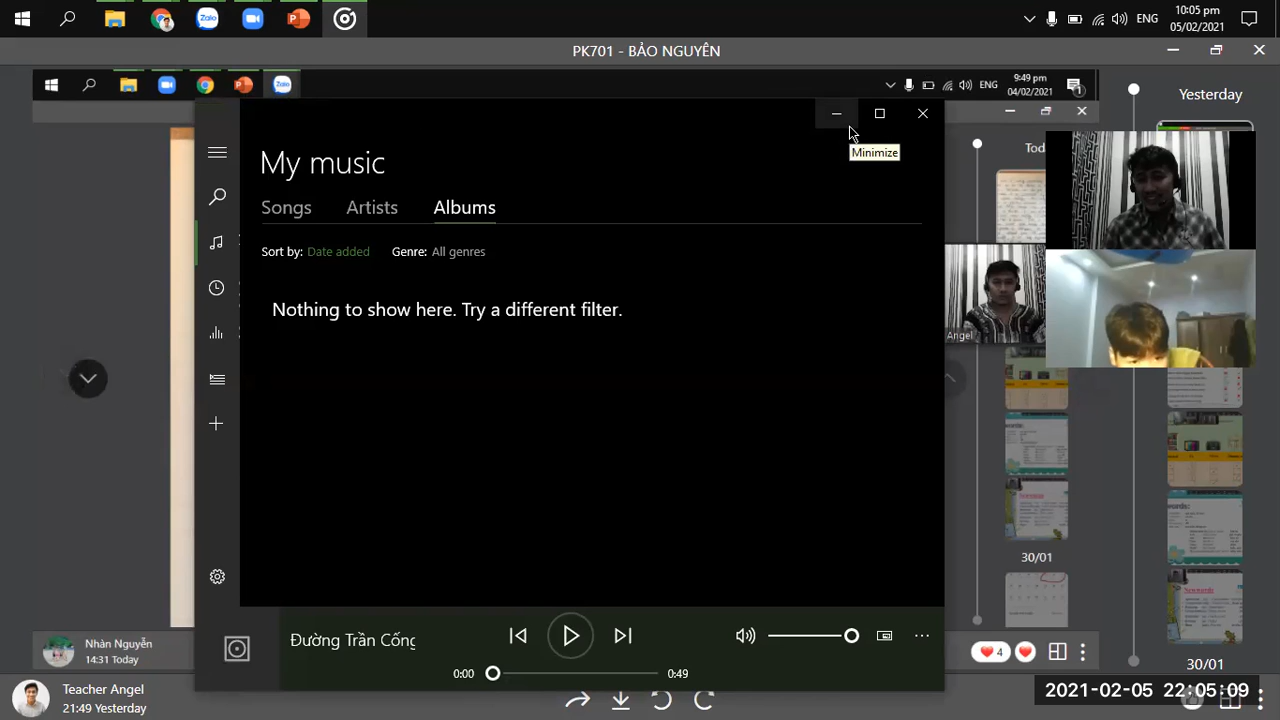 ENG
10:05 pm
05/02/2021
PK701 - BẢO NGUYÊN
ENG
9:49 pm
04/02/2021
Yesterday
Minimize
My music
Songs Artists Albums
Sort by: Date added Genre: All genres
Nothing to show here. Try a different filter.
Angel
30/01
Đường Trần Cống
0:00
0:49
Nhàn Nguyễn
14:31 Today
4
30/01
Teacher Angel
21:49 Yesterday
2021-02-05 22:05:09